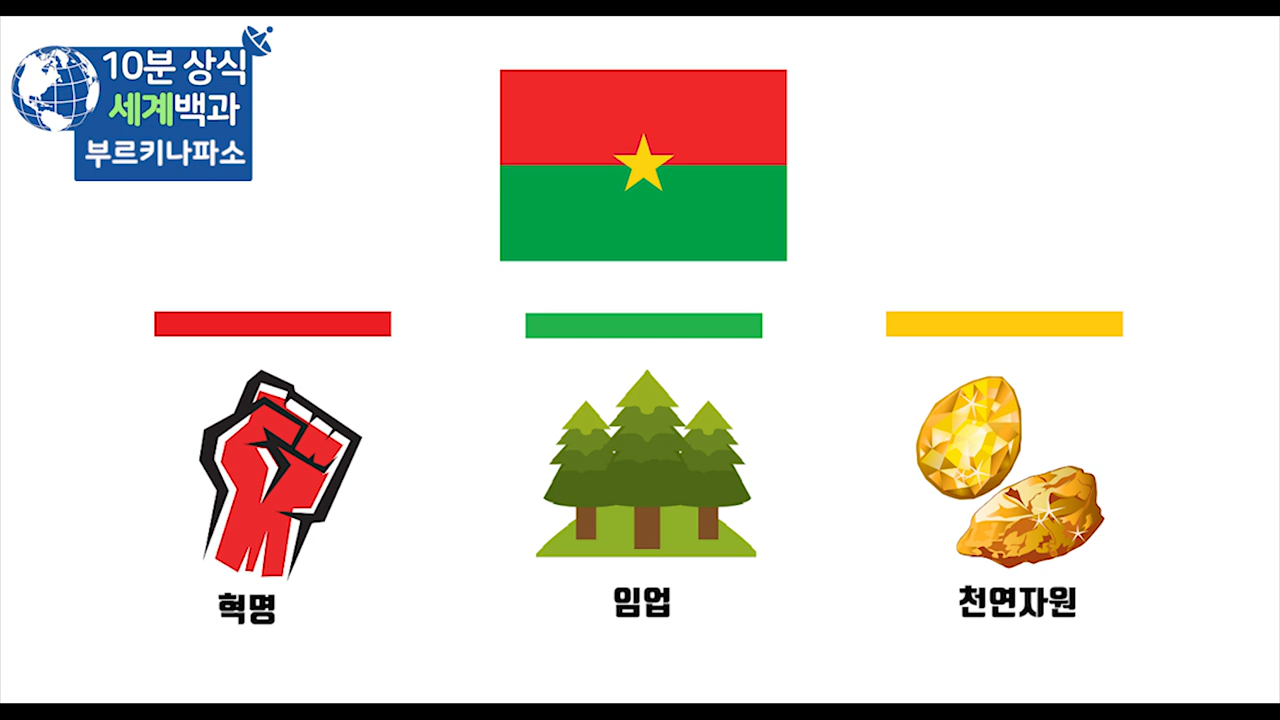 10분 상식
세계백과
부르키나파소
혁명
임업
천연자원